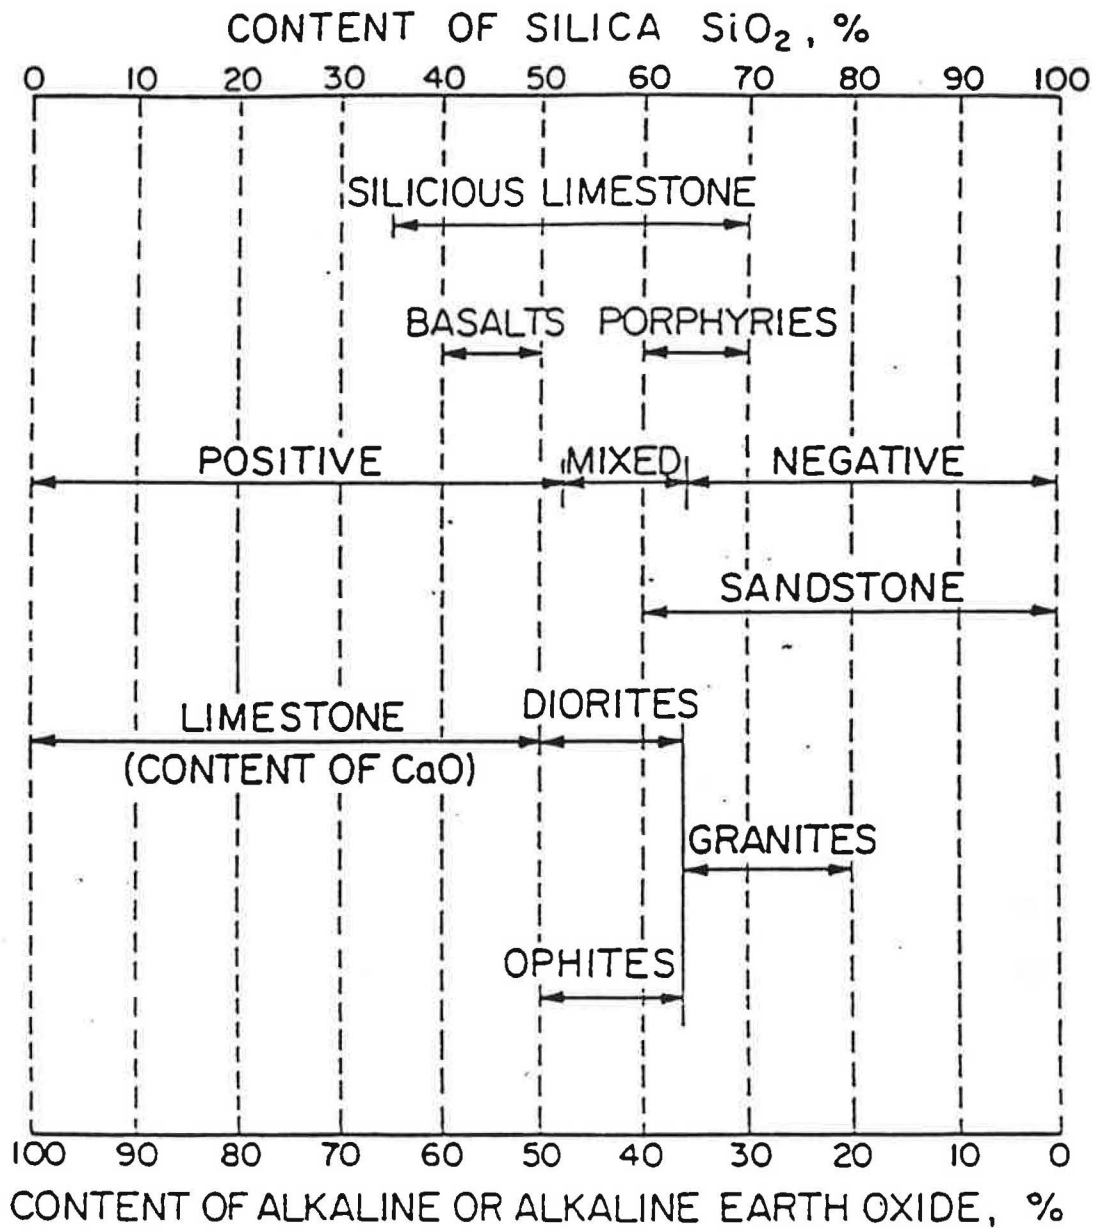 CONTENT OF SILICA SiO₂, %
0 10 20 30 40 50 60 70 80 90 100
SILICIOUS LIMESTONE
BASALTS PORPHYRIES
POSITIVE MIXED NEGATIVE
SANDSTONE
LIMESTONE DIORITES
(CONTENT OF CaO)
GRANITES
OPHITES
100 90 80 70 60 50 40 30 20 10 0
CONTENT OF ALKALINE OR ALKALINE EARTH OXIDE, %